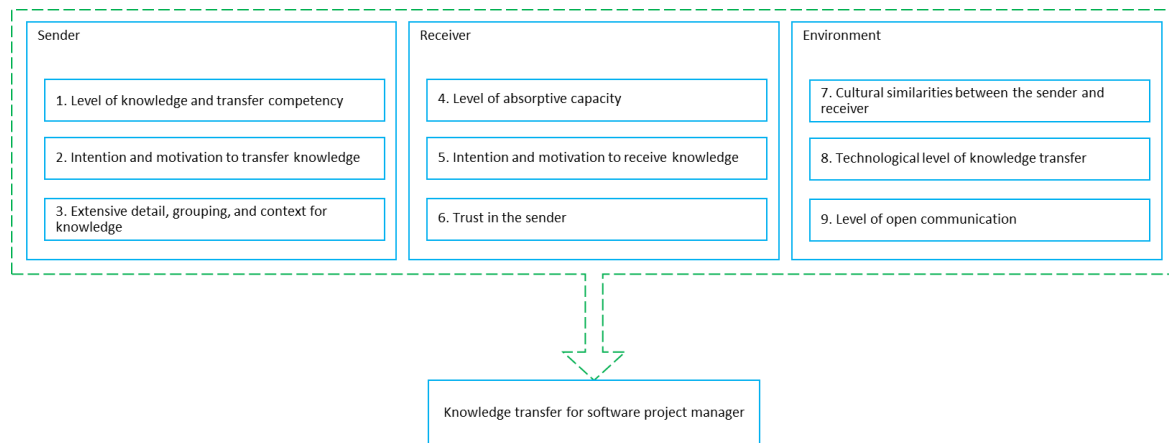 Sender
1. Level of knowledge and transfer competency
2. Intention and motivation to transfer knowledge
3. Extensive detail, grouping, and context for
knowledge
Receiver
4. Level of absorptive capacity
5. Intention and motivation to receive knowledge
6. Trust in the sender
Environment
7. Cultural similarities between the sender and
receiver
8. Technological level of knowledge transfer
9. Level of open communication
Knowledge transfer for software project manager